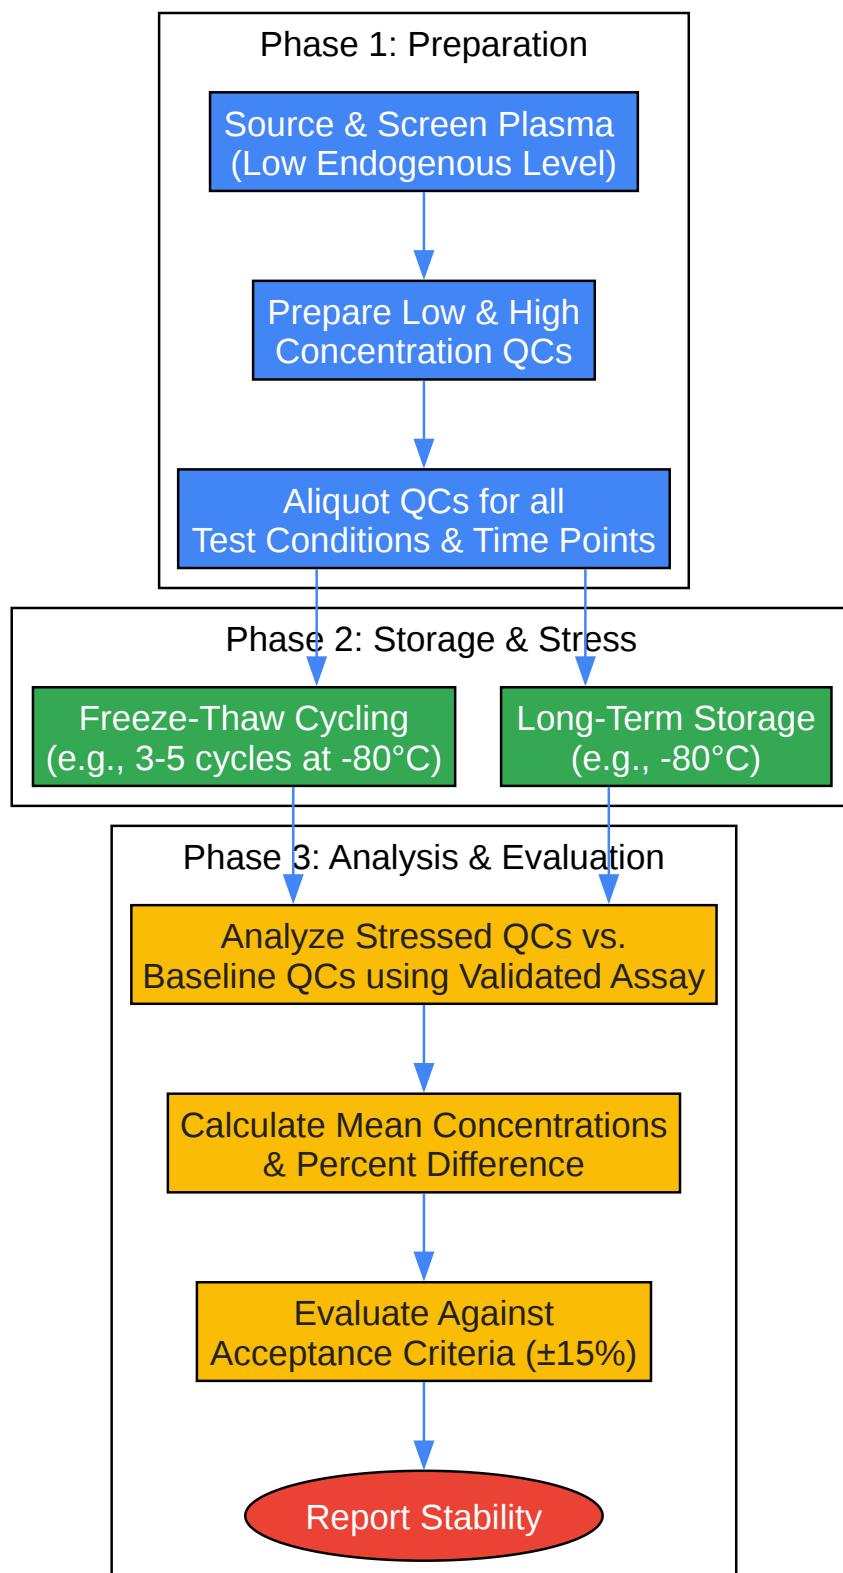 Phase 1: Preparation
Source & Screen Plasma
(Low Endogenous Level)
Prepare Low & High
Concentration QCs
Aliquot QCs for all
Test Conditions & Time Points
Phase 2: Storage & Stress
Freeze-Thaw Cycling
(e.g., 3-5 cycles at -80°C)
Long-Term Storage
(e.g., -80°C)
Phase 3: Analysis & Evaluation
Analyze Stressed QCs vs.
Baseline QCs using Validated Assay
Calculate Mean Concentrations
& Percent Difference
Evaluate Against
Acceptance Criteria (±15%)
Report Stability